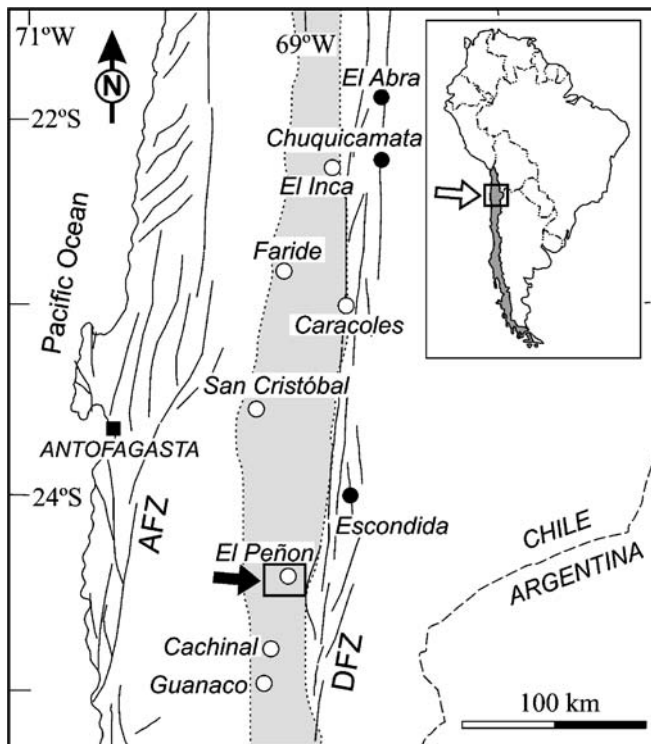 71ºW
69ºW
N
El Abra
22ºS
Chuquicamata
El Inca
Faride
Pacific Ocean
Caracoles
San Cristóbal
ANTOFAGASTA
24ºS
AFZ
Escondida
El Peñon
CHILE
ARGENTINA
Cachinal
DFZ
Guanaco
100 km